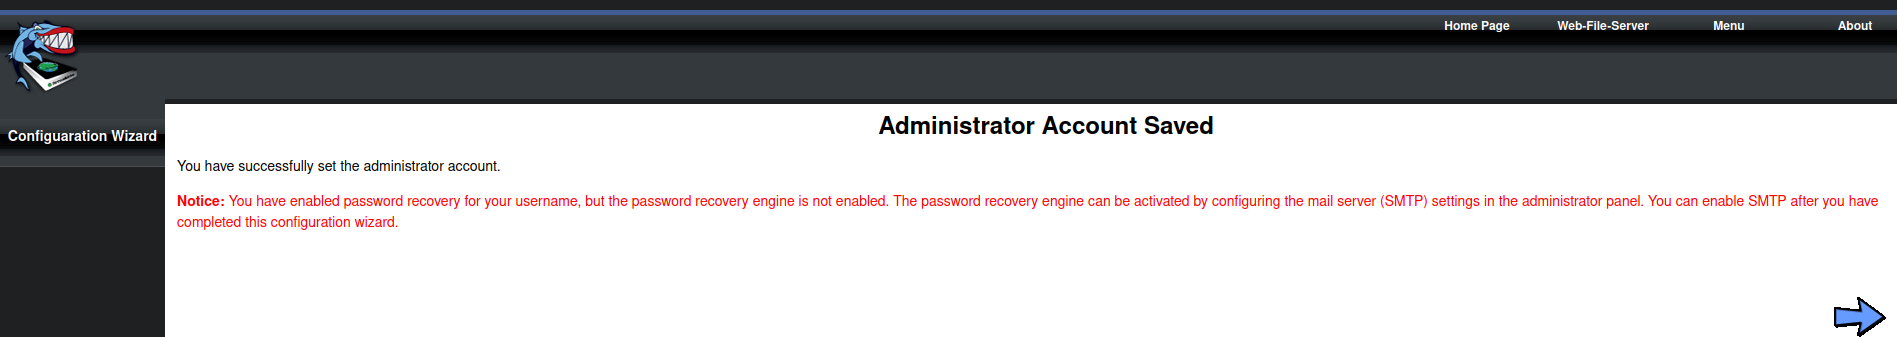 Home Page Web-File-Server Menu About
Configuaration Wizard
Administrator Account Saved
You have successfully set the administrator account.
Notice: You have enabled password recovery for your username, but the password recovery engine is not enabled. The password recovery engine can be activated by configuring the mail server (SMTP) settings in the administrator panel. You can enable SMTP after you have
completed this configuration wizard.